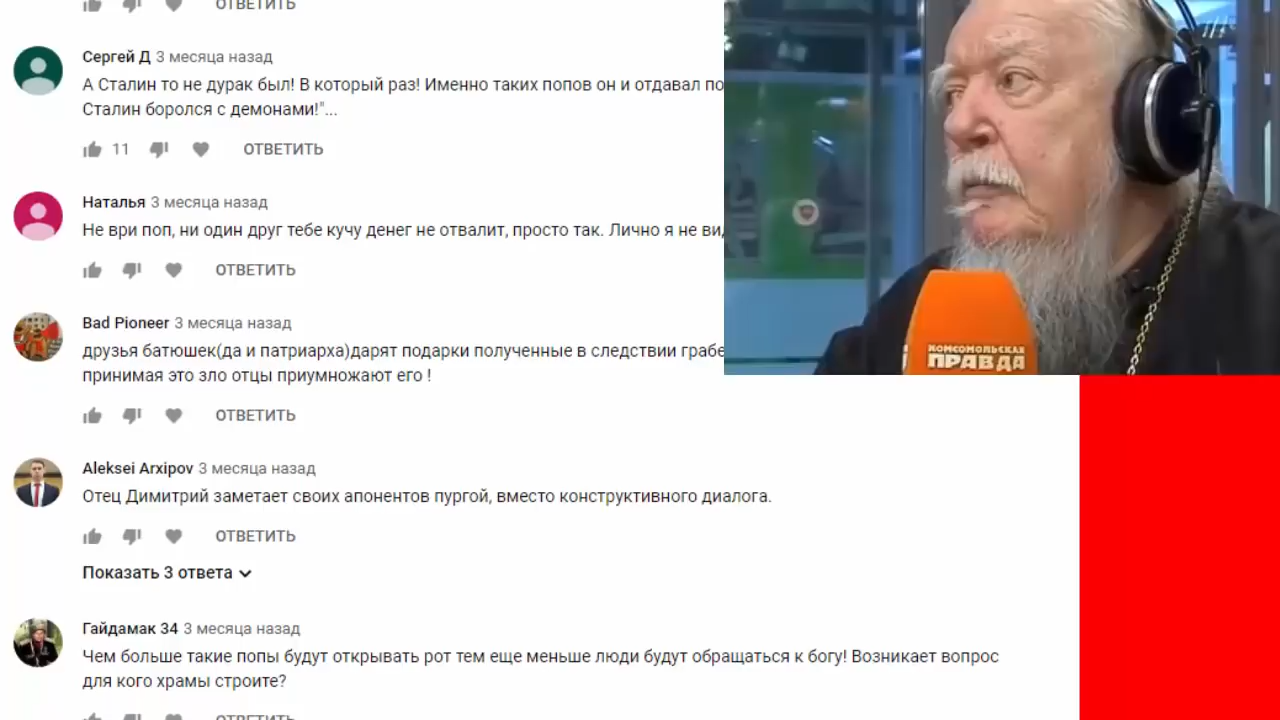 ОТВЕТИТЬ
Сергей Д 3 месяца назад
А Сталин то не дурак был! В который раз! Именно таких попов он и отдавал
Сталин боролся с демонами!"...
11 ОТВЕТИТЬ
Наталья 3 месяца назад
Не ври поп, ни один друг тебе кучу денег не отвалит, просто так. Лично я не
ОТВЕТИТЬ
Bad Pioneer 3 месяца назад
друзья батюшек(да и патриарха)дарят подарки полученные в следствии
принимая это зло отцы приумножают его !
ОТВЕТИТЬ
Aleksei Arxipov 3 месяца назад
Отец Димитрий заметает своих апонентов пургой, вместо конструктивного диалога.
ОТВЕТИТЬ
Показать 3 ответа
Гайдамак 34 3 месяца назад
Чем больше такие попы будут открывать рот тем еще меньше люди будут обращаться к богу! Возникает вопрос
для кого храмы строите?
ОТВЕТИТЬ
КОМСОМОЛЬСКАЯ
ПРАВДА